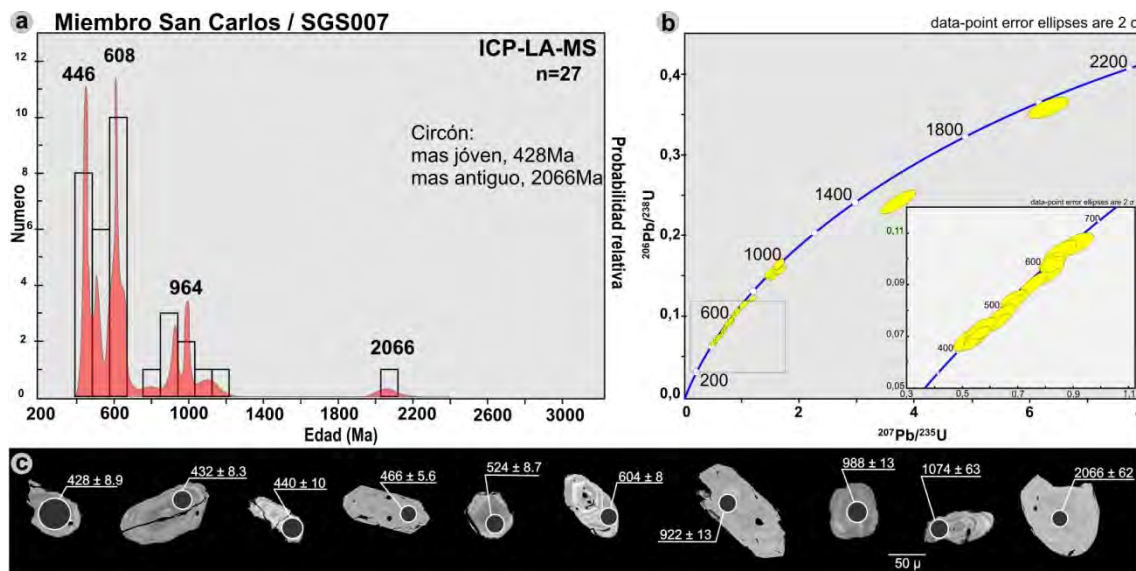 a Miembro San Carlos / SGS007
ICP-LA-MS
n=27
446
608
964
2066
Circón:
mas jóven, 428Ma
mas antiguo, 2066Ma
Numero
12
10
8
6
4
2
0
200 600 1000 1400 1800 2200 2600 3000
Edad (Ma)
Probabilidad relativa
b data-point error ellipses are 2 σ
²⁰⁶Pb/²³⁸U
0,4
0,3
0,2
0,1
0,0
2200
1800
1400
1000
600
200
0 2 4 6
²⁰⁷Pb/²³⁵U
data-point error ellipses are 2 σ
0,11
0,09
0,07
0,05
700
600
500
400
0.3 0.5 0.7 0.9 1.1
c
428 ± 8.9
432 ± 8.3
440 ± 10
466 ± 5.6
524 ± 8.7
604 ± 8
922 ± 13
988 ± 13
1074 ± 63
2066 ± 62
50 µ